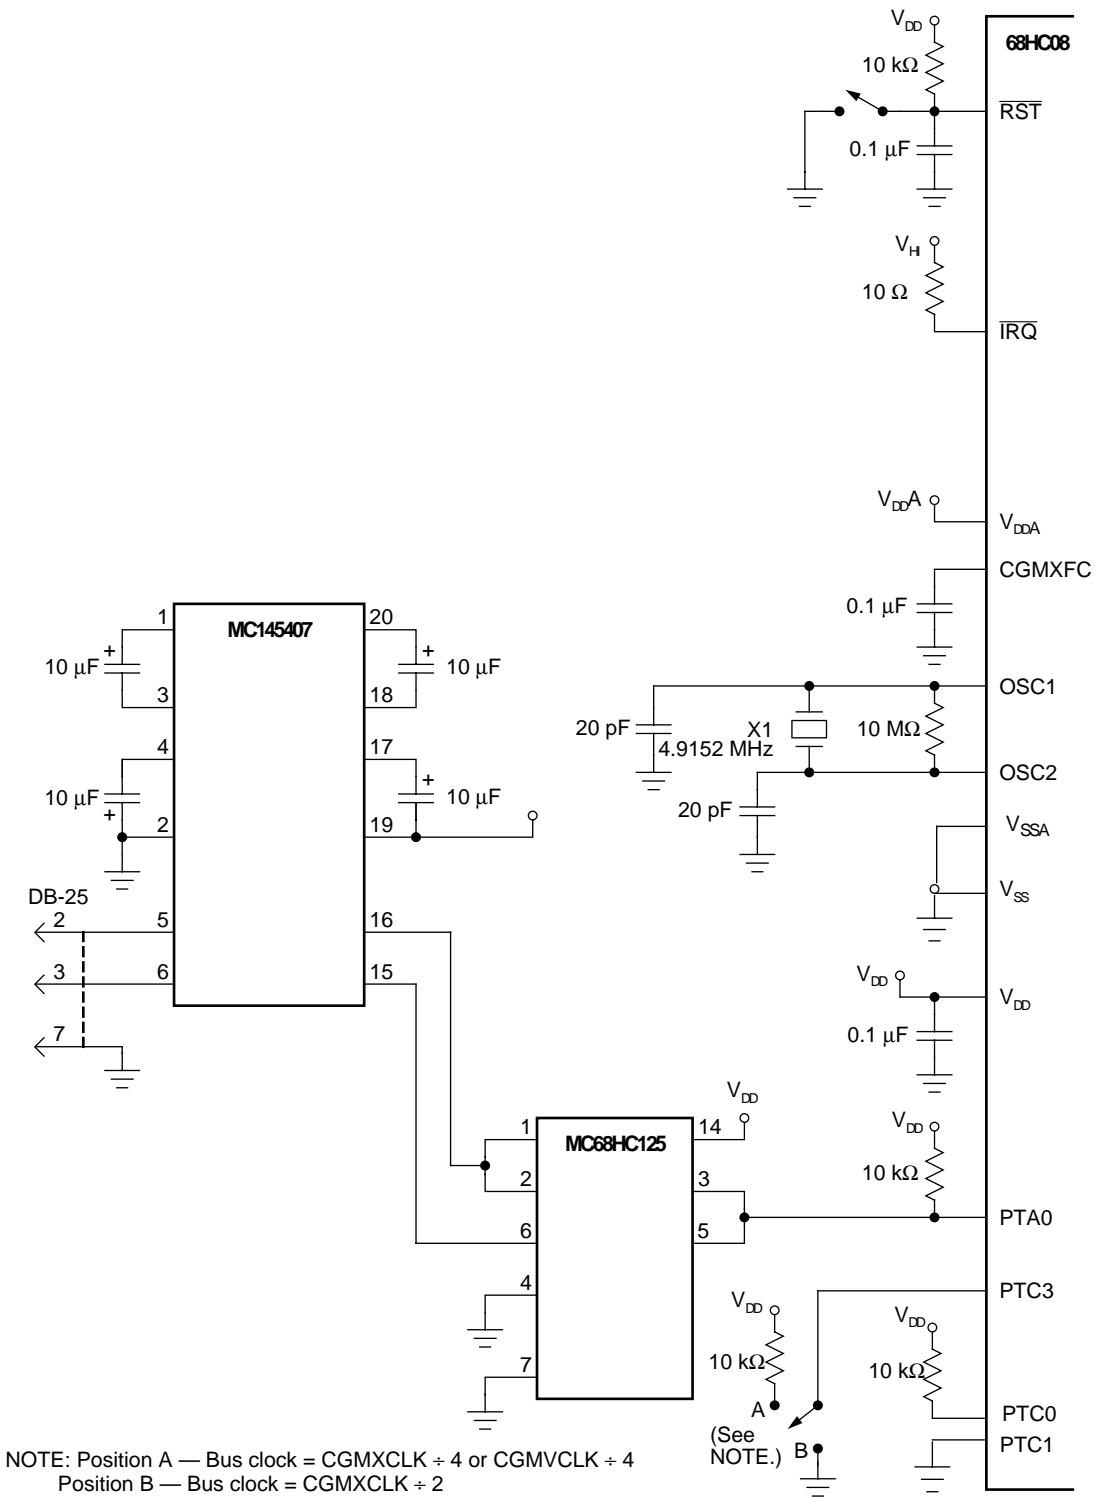 VDD
68HC08
10 kΩ
RST
0.1 µF
VHI
10 Ω
IRQ
VDDA
VDDA
CGMXFC
0.1 µF
MC145407
1
20
10 µF
+
+
10 µF
3
18
OSC1
20 pF
X1
4.9152 MHz
10 MΩ
4
17
OSC2
10 µF
+
+
10 µF
20 pF
2
19
VSSA
DB-25
VSS
2
5
16
3
6
15
VDD
VDD
7
0.1 µF
VDD
MC68HC125
1
14
VDD
2
3
10 kΩ
6
5
PTA0
4
PTC3
VDD
VDD
7
10 kΩ
10 kΩ
A
PTC0
(See
NOTE.)
B
PTC1
NOTE: Position A — Bus clock = CGMXCLK ÷ 4 or CGMVCLK ÷ 4
Position B — Bus clock = CGMXCLK ÷ 2